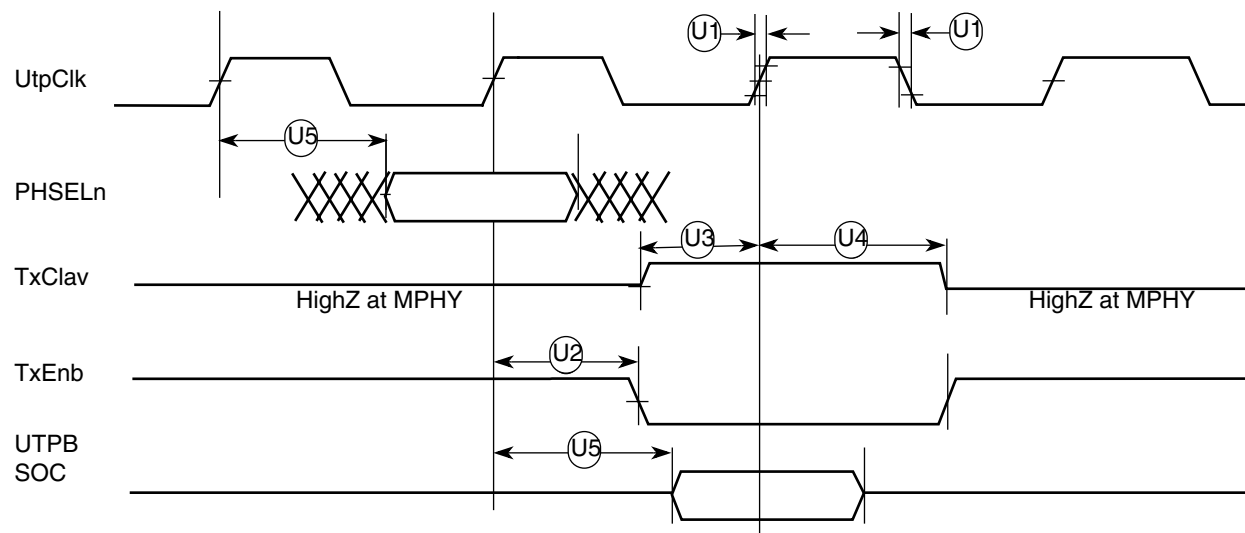 U1
U1
UtpClk
U5
PHSELn
U3
U4
TxClav
HighZ at MPHY
HighZ at MPHY
U2
TxEnb
UTPB
SOC
U5